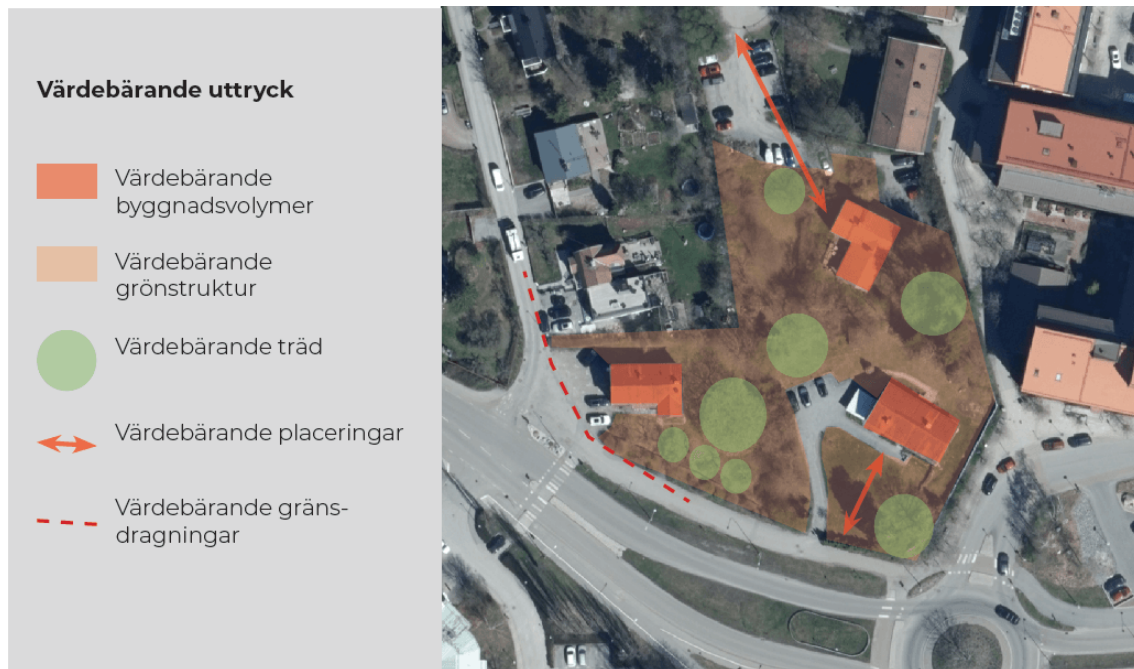 Värdebärande uttryck
Värdebärande
byggnadsvolymer
Värdebärande
grönstruktur
Värdebärande träd
Värdebärande placeringar
Värdebärande gräns-
dragningar